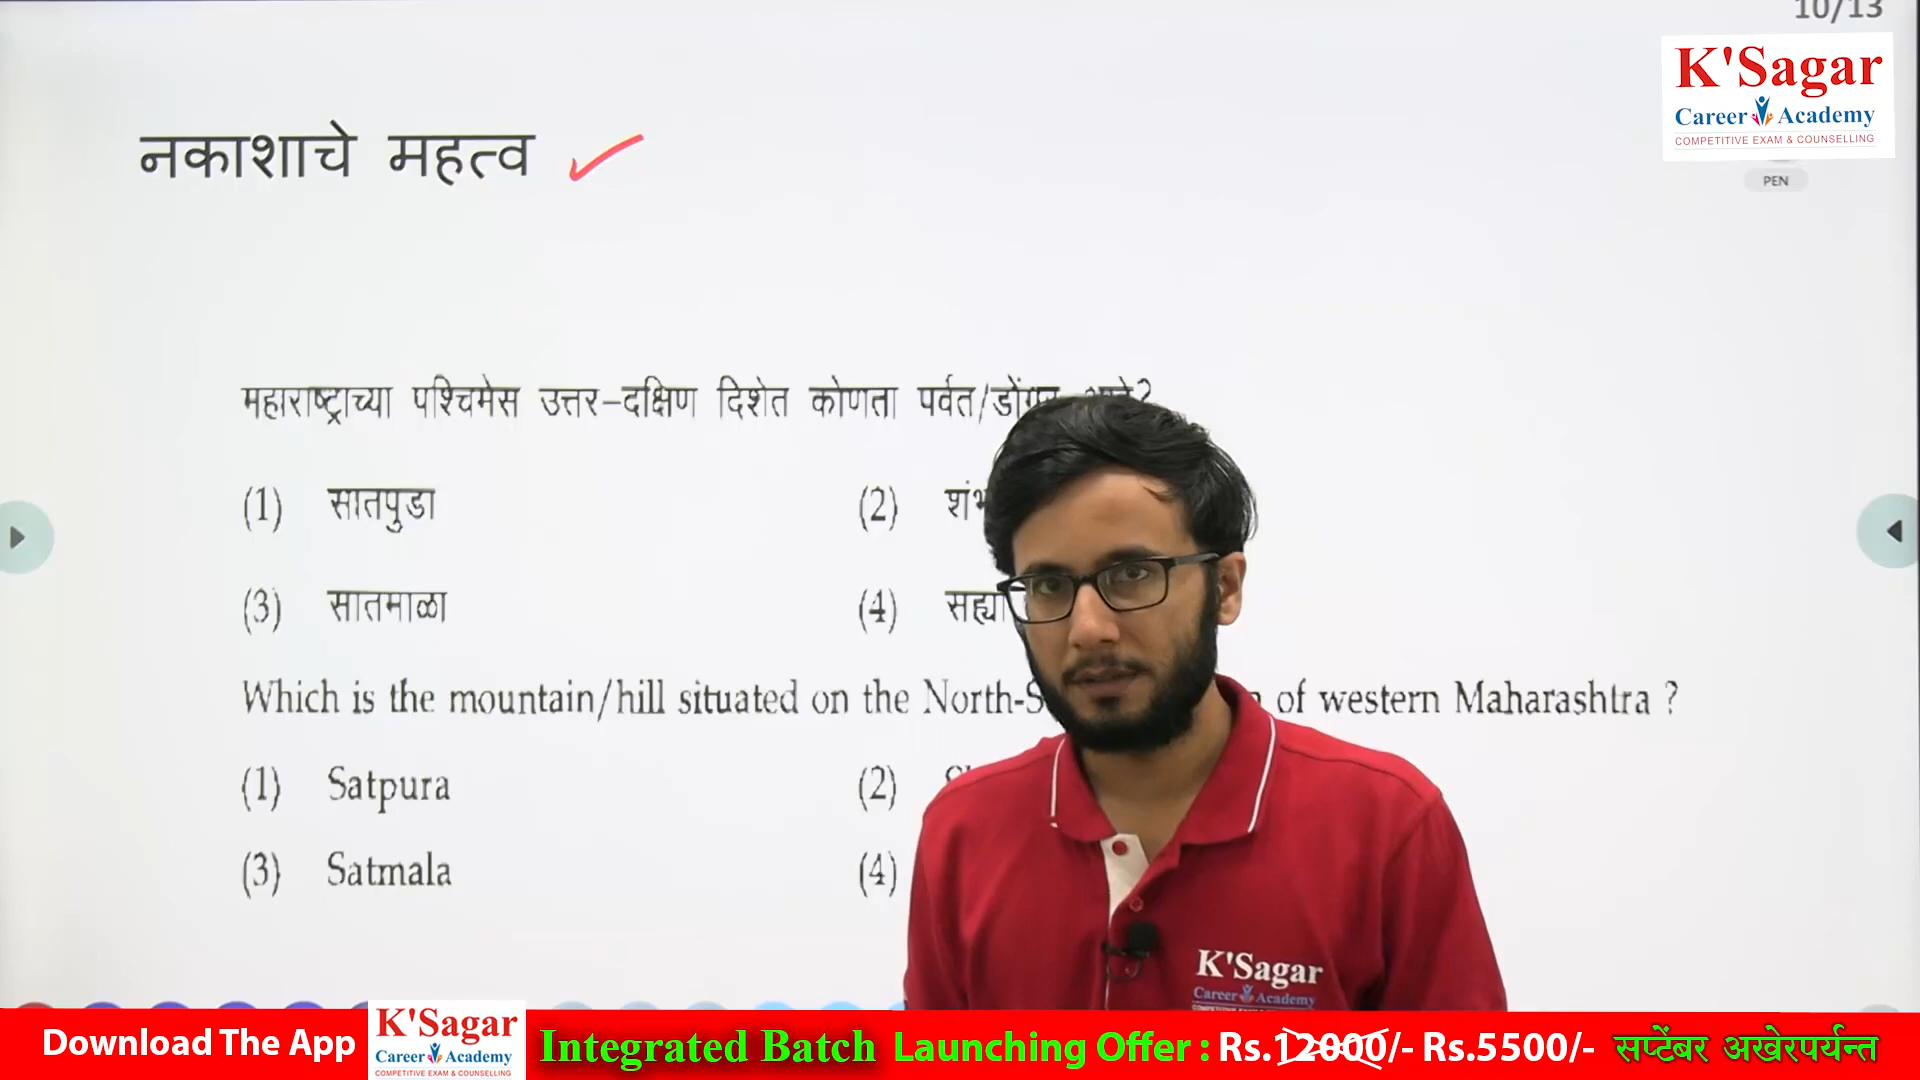 10/13
K'Sagar
Career Academy
COMPETITIVE EXAM & COUNSELLING
PEN
नकाशाचे महत्व
महाराष्ट्राच्या पश्चिमेस उत्तर-दक्षिण दिशेत कोणता पर्वत/
(1) सातपुडा (2)
(3) सातमाळा (4)
Which is the mountain/hill situated on the of western Maharashtra ?
(1) Satpura (2)
(3) Satmala (4)
K'Sagar
Career Academy
Download The App K'Sagar Career Academy COMPETITIVE EXAM & COUNSELLING Integrated Batch Launching Offer : Rs.12000/- Rs.5500/- सप्टेंबर अखेरपर्यन्त